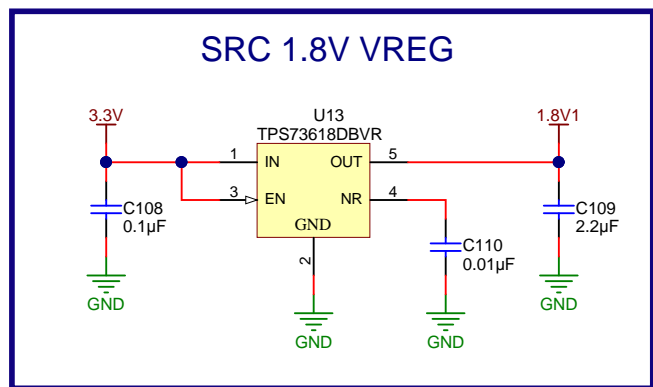 SRC 1.8V VREG
3.3V
U13
TPS73618DBVR
1.8V1
1 IN OUT 5
3 EN NR 4
GND
2
C108
0.1µF
C110
0.01µF
C109
2.2µF
GND
GND
GND
GND